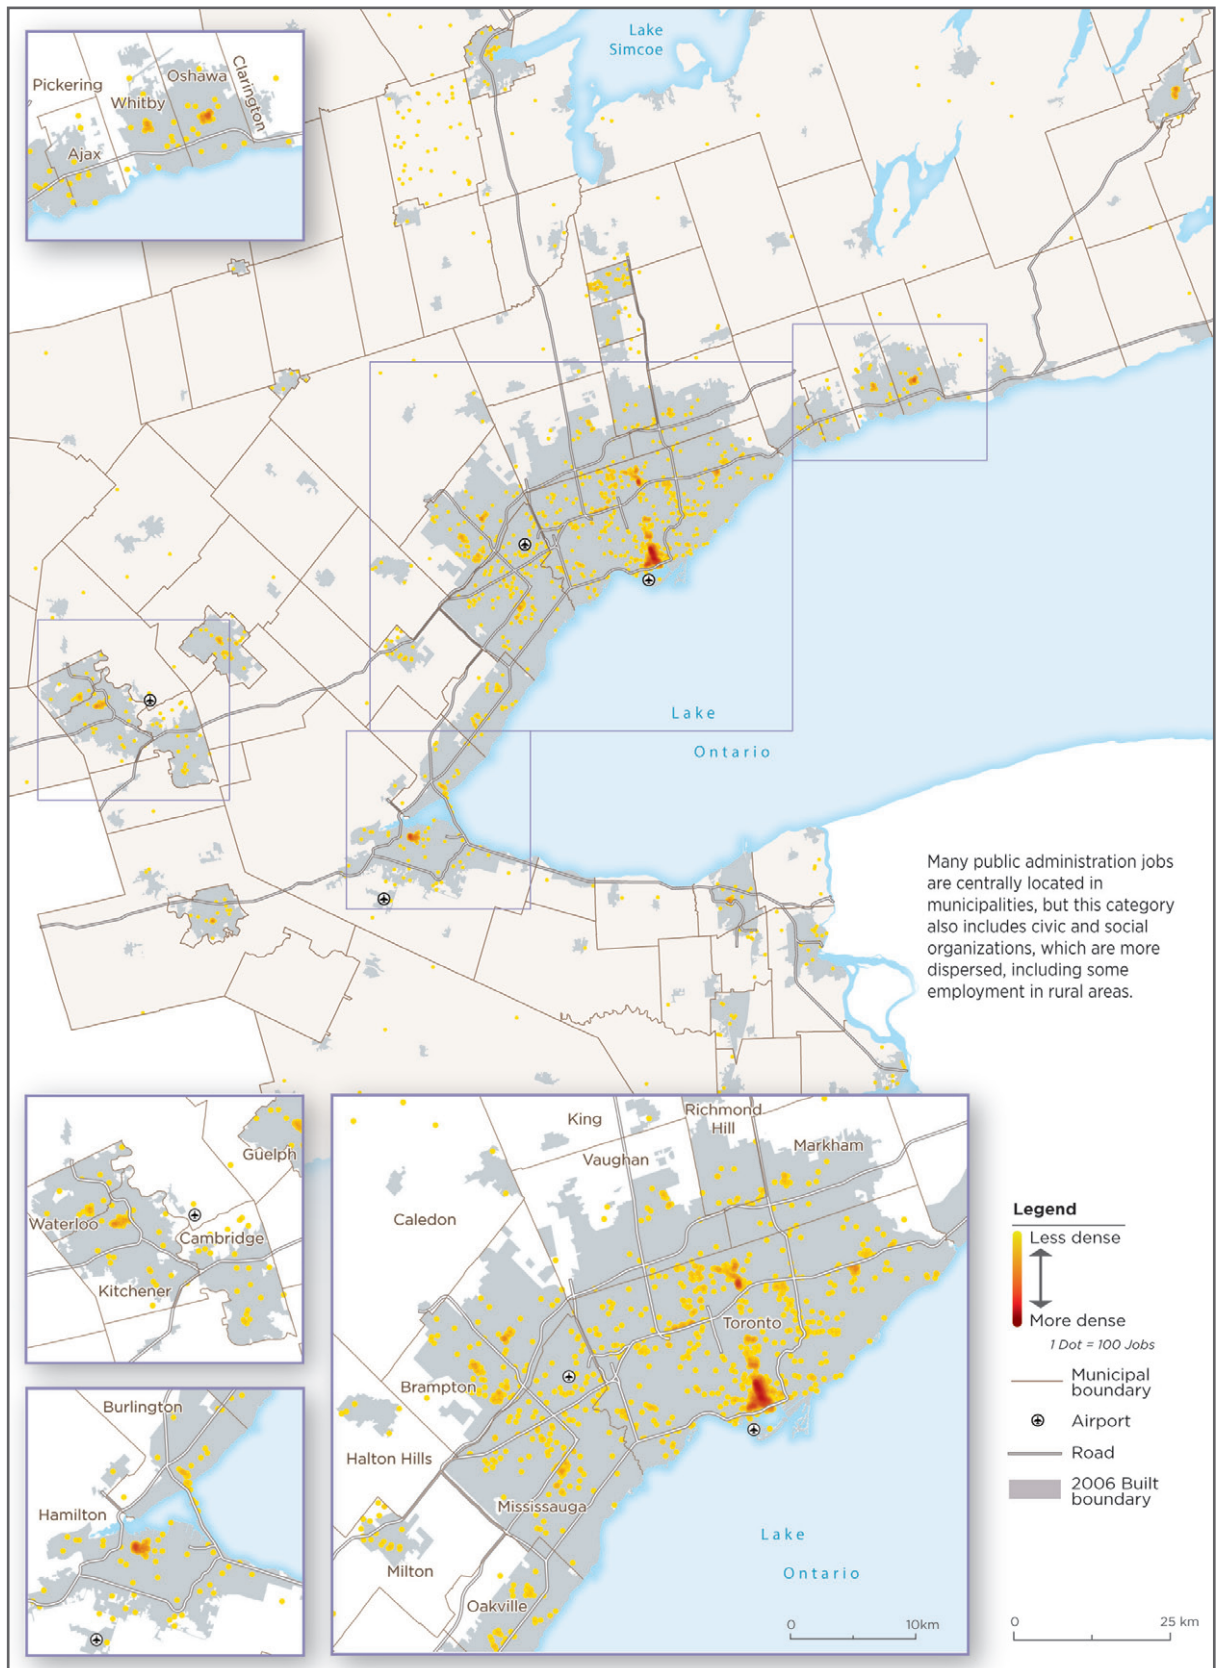 Lake
Simcoe
Pickering
Oshawa
Clarington
Whitby
Ajax
Lake
Ontario
Many public administration jobs
are centrally located in
municipalities, but this category
also includes civic and social
organizations, which are more
dispersed, including some
employment in rural areas.
Guelph
Waterloo
Cambridge
Kitchener
Burlington
Hamilton
King
Richmond
Hill
Vaughan
Markham
Caledon
Toronto
Brampton
Halton Hills
Mississauga
Milton
Oakville
Lake
Ontario
0 10km
Legend
Less dense
More dense
1 Dot = 100 Jobs
Municipal
boundary
Airport
Road
2006 Built
boundary
0 25 km